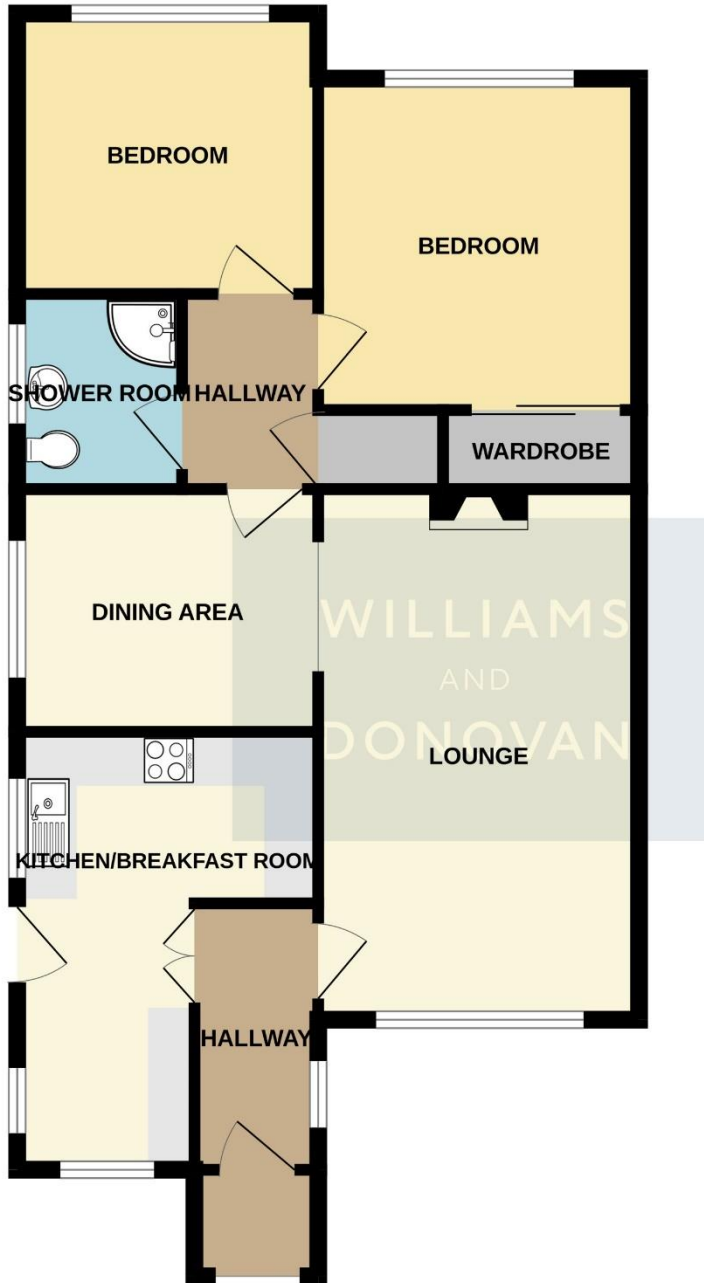 BEDROOM
BEDROOM
SHOWER ROOM
HALLWAY
WARDROBE
DINING AREA
WILLIAMS
AND
DONOVAN
LOUNGE
KITCHEN/BREAKFAST ROOM
HALLWAY